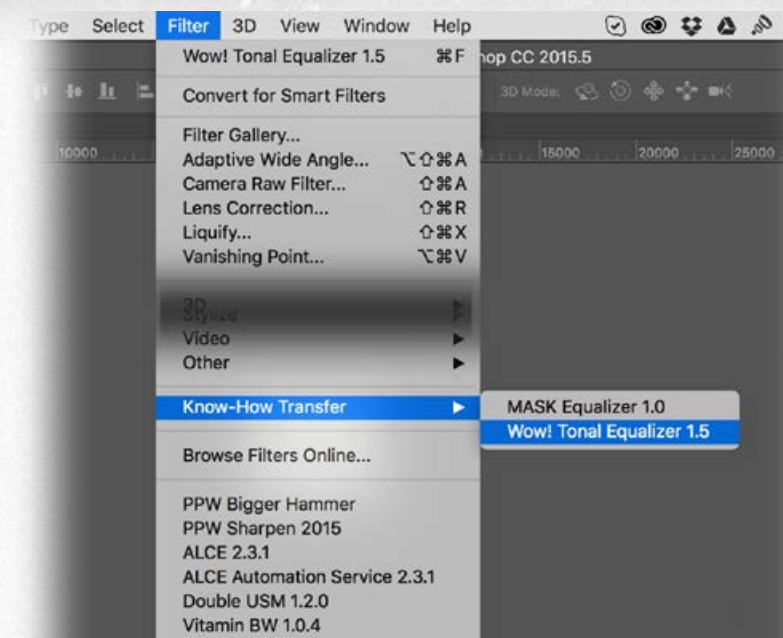 Type Select Filter 3D View Window Help
Wow! Tonal Equalizer 1.5 ⌘F
hop CC 2015.5
Convert for Smart Filters
3D Mode:
Filter Gallery...
10000 15000 20000 25000
Adaptive Wide Angle... ⌥⇧⌘A
Camera Raw Filter... ⇧⌘A
Lens Correction... ⇧⌘R
Liquify... ⇧⌘X
Vanishing Point... ⌥⌘V
3D
Stylize
Video
Other
Know-How Transfer
MASK Equalizer 1.0
Wow! Tonal Equalizer 1.5
Browse Filters Online...
PPW Bigger Hammer
PPW Sharpen 2015
ALCE 2.3.1
ALCE Automation Service 2.3.1
Double USM 1.2.0
Vitamin BW 1.0.4